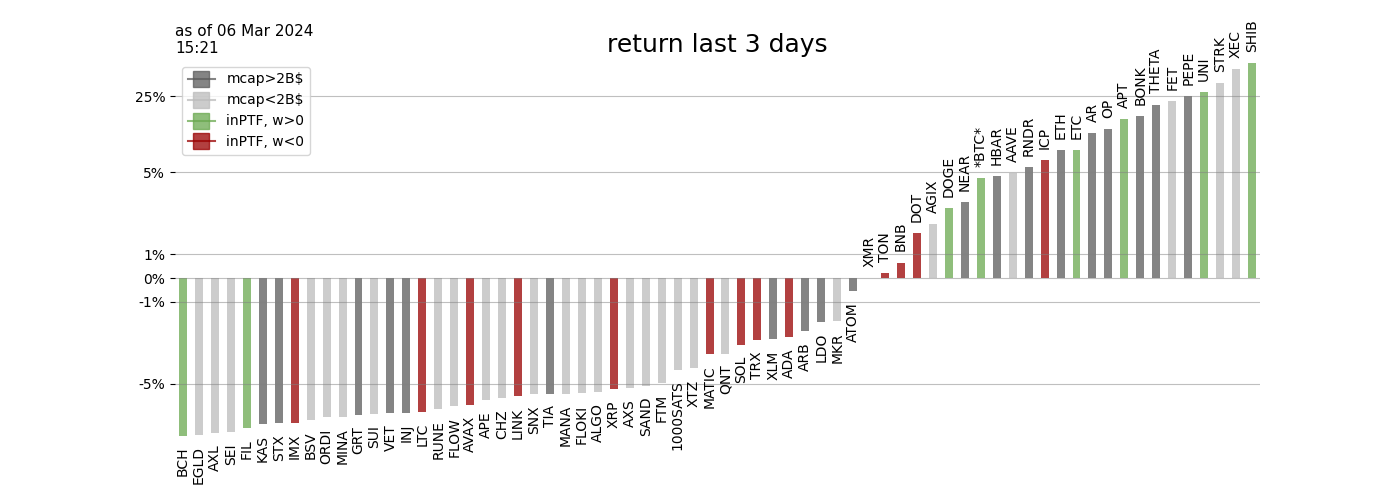 as of 06 Mar 2024
15:21
return last 3 days
mcap>2B$
mcap<2B$
inPTF, w>0
inPTF, w<0
25%
5%
1%
0%
-1%
-5%
BCH
EGLD
AXL
SEI
FIL
KAS
STX
IMX
BSV
ORDI
MINA
GRT
SUI
VET
INJ
LTC
RUNE
FLOW
AVAX
APE
CHZ
LINK
SNX
TIA
MANA
FLOKI
ALGO
XRP
AXS
SAND
FTM
1000SATS
XTZ
MATIC
QNT
SOL
TRX
XLM
ADA
ARB
LDO
MKR
ATOM
XMR
TON
BNB
DOT
AGIX
DOGE
NEAR
*BTC*
HBAR
AAVE
RNDR
ICP
ETH
ETC
AR
OP
APT
BONK
THETA
FET
PEPE
UNI
STRK
XEC
SHIB